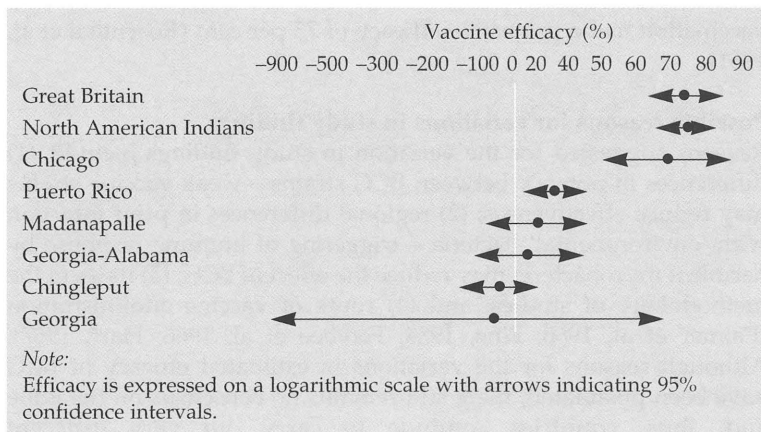 Vaccine efficacy (%)
–900 –500 –300 –200 –100 0 20 40 50 60 70 80 90
Great Britain
North American Indians
Chicago
Puerto Rico
Madanapalle
Georgia-Alabama
Chingleput
Georgia
Note:
Efficacy is expressed on a logarithmic scale with arrows indicating 95%
confidence intervals.